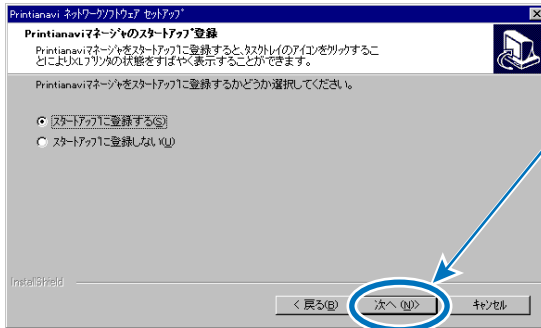 Printianavi ネットワークソフトウェア セットアップ
Printianaviマネージャのスタートアップ登録
Printianaviマネージャをスタートアップに登録すると、タスクトレイのアイコンをクリックするこ
とによりXLプリンタの状態をすばやく表示することができます。
Printianaviマネージャをスタートアップに登録するかどうか選択してください。
スタートアップに登録する(S)
スタートアップに登録しない(U)
InstallShield
< 戻る(B)
次へ (N)>
キャンセル